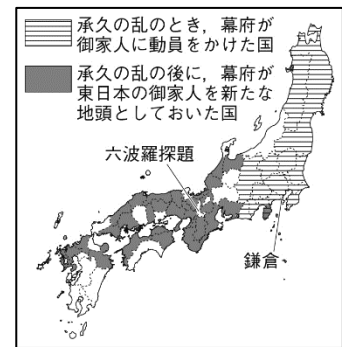 承久の乱のとき，幕府が
御家人に動員をかけた国
承久の乱の後に，幕府が
東日本の御家人を新たな
地頭としておいた国
六波羅探題
鎌倉